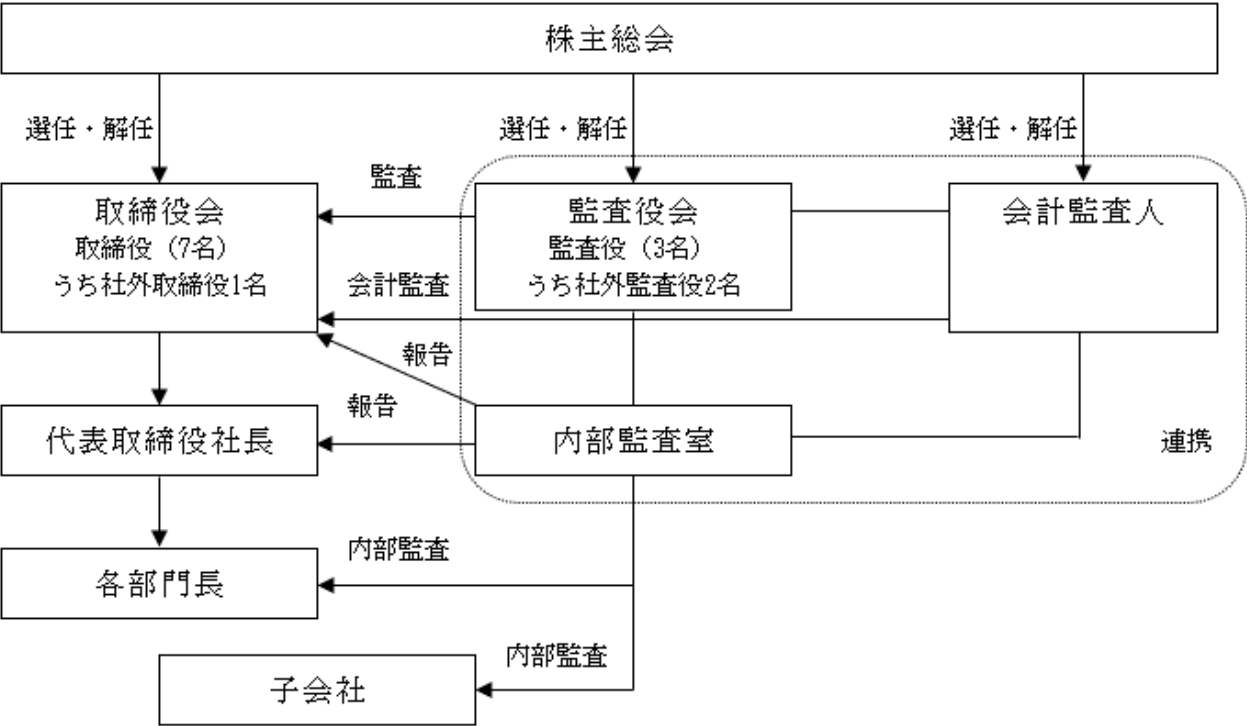 株主総会
選任・解任
選任・解任
選任・解任
監査
取締役会
取締役（7名）
うち社外取締役1名
監査役会
監査役（3名）
うち社外監査役2名
会計監査人
会計監査
報告
報告
代表取締役社長
内部監査室
連携
内部監査
各部門長
内部監査
子会社